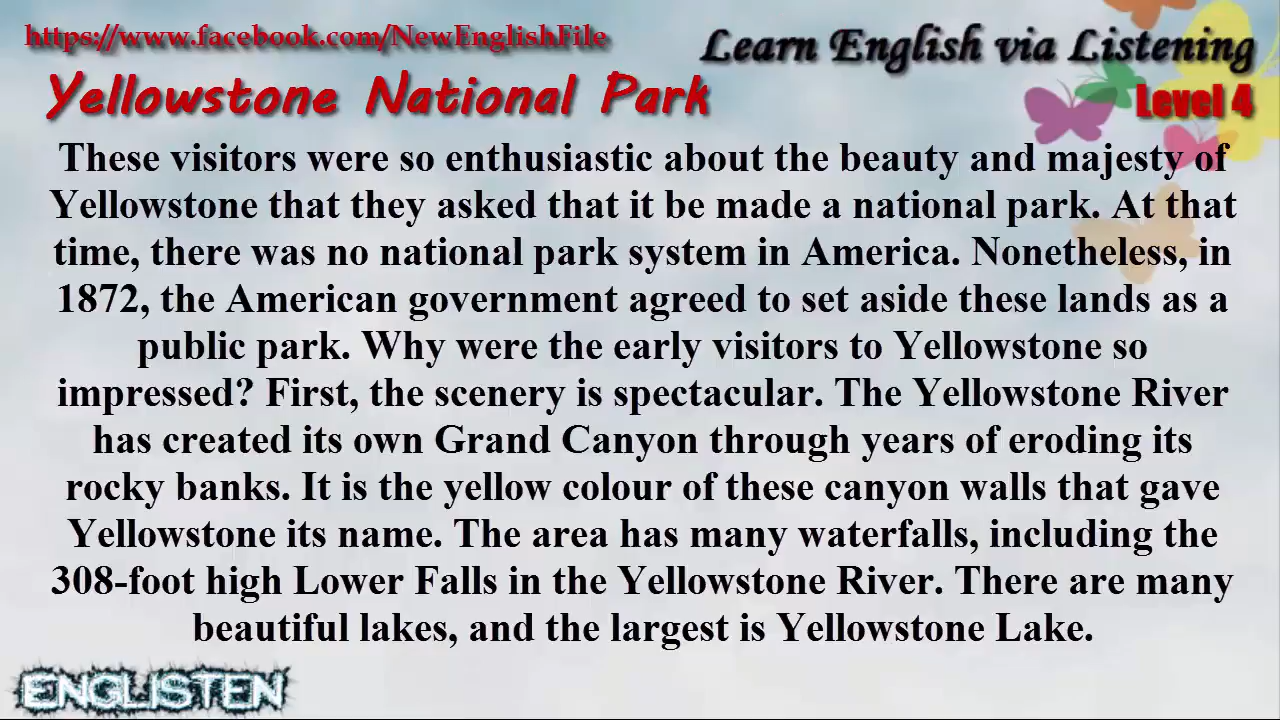 https://www.facebook.com/NewEnglishFile
Learn English via Listening
Yellowstone National Park
Level 4
These visitors were so enthusiastic about the beauty and majesty of
Yellowstone that they asked that it be made a national park. At that
time, there was no national park system in America. Nonetheless, in
1872, the American government agreed to set aside these lands as a
public park. Why were the early visitors to Yellowstone so
impressed? First, the scenery is spectacular. The Yellowstone River
has created its own Grand Canyon through years of eroding its
rocky banks. It is the yellow colour of these canyon walls that gave
Yellowstone its name. The area has many waterfalls, including the
308-foot high Lower Falls in the Yellowstone River. There are many
beautiful lakes, and the largest is Yellowstone Lake.
ENGLISTEN